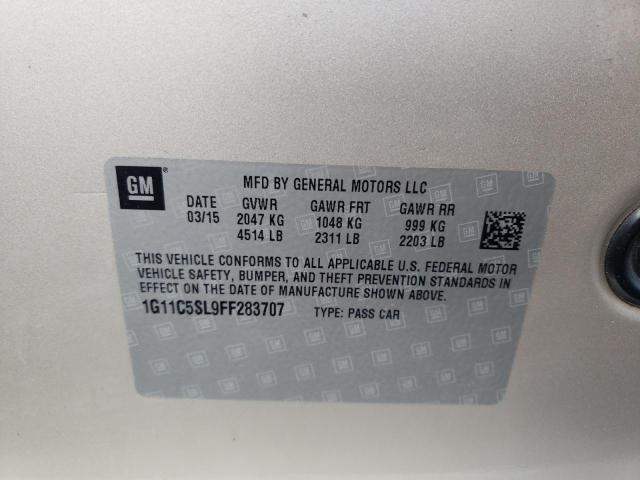 GM
MFD BY GENERAL MOTORS LLC
DATE GVWR GAWR FRT GAWR RR
03/15 2047 KG 1048 KG 999 KG
4514 LB 2311 LB 2203 LB
THIS VEHICLE CONFORMS TO ALL APPLICABLE U.S. FEDERAL MOTOR
VEHICLE SAFETY, BUMPER, AND THEFT PREVENTION STANDARDS IN
EFFECT ON THE DATE OF MANUFACTURE SHOWN ABOVE.
1G11C5SL9FF283707 TYPE: PASS CAR